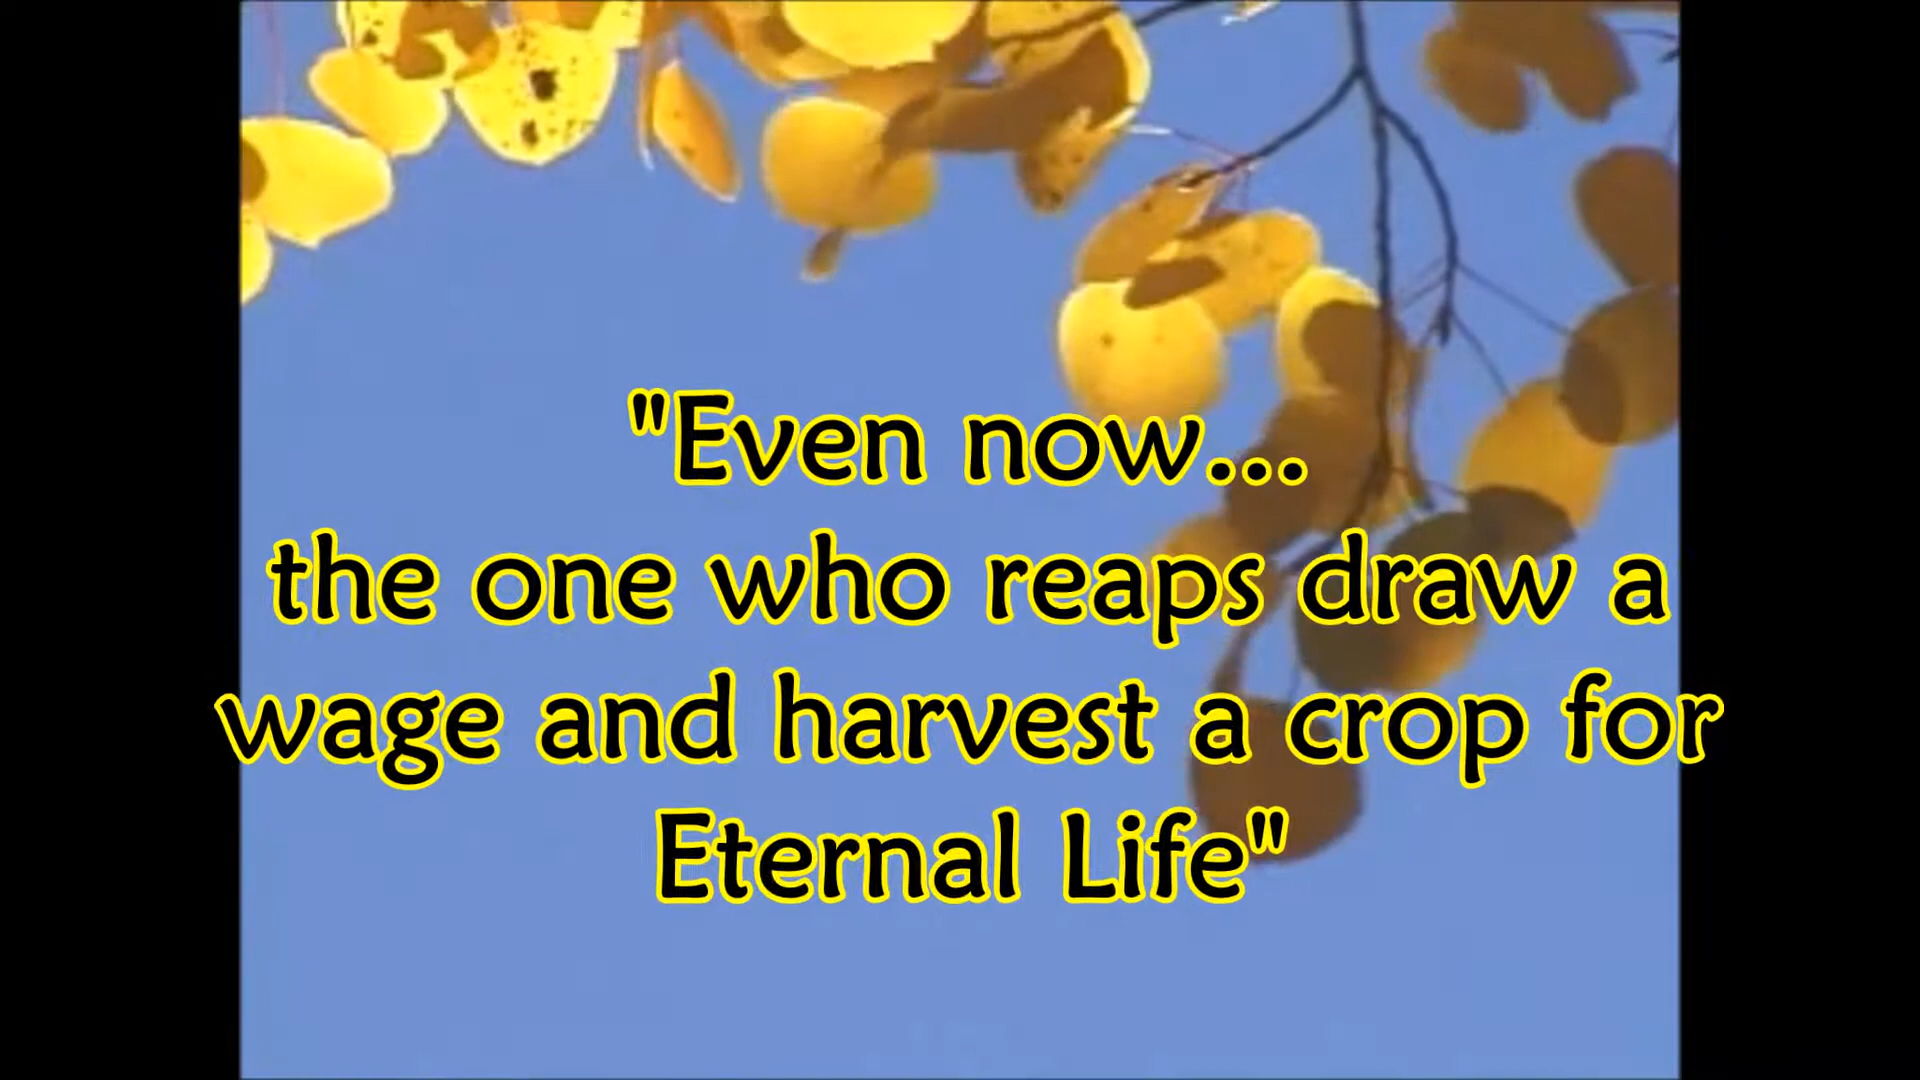 "Even now...
the one who reaps draw a
wage and harvest a crop for
Eternal Life"